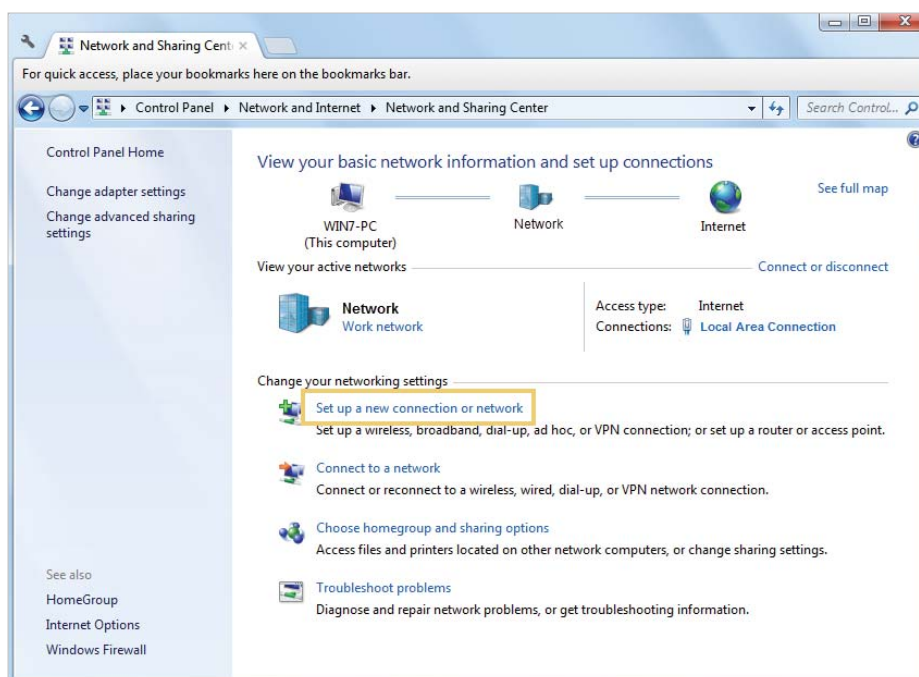 Network and Sharing Cent
For quick access, place your bookmarks here on the bookmarks bar.
Control Panel Network and Internet Network and Sharing Center
Search Control...
Control Panel Home
Change adapter settings
Change advanced sharing
settings
View your basic network information and set up connections
See full map
WIN7-PC
(This computer)
Network
Internet
View your active networks
Connect or disconnect
Network
Work network
Access type: Internet
Connections: Local Area Connection
Change your networking settings
Set up a new connection or network
Set up a wireless, broadband, dial-up, ad hoc, or VPN connection; or set up a router or access point.
Connect to a network
Connect or reconnect to a wireless, wired, dial-up, or VPN network connection.
Choose homegroup and sharing options
Access files and printers located on other network computers, or change sharing settings.
Troubleshoot problems
Diagnose and repair network problems, or get troubleshooting information.
See also
HomeGroup
Internet Options
Windows Firewall